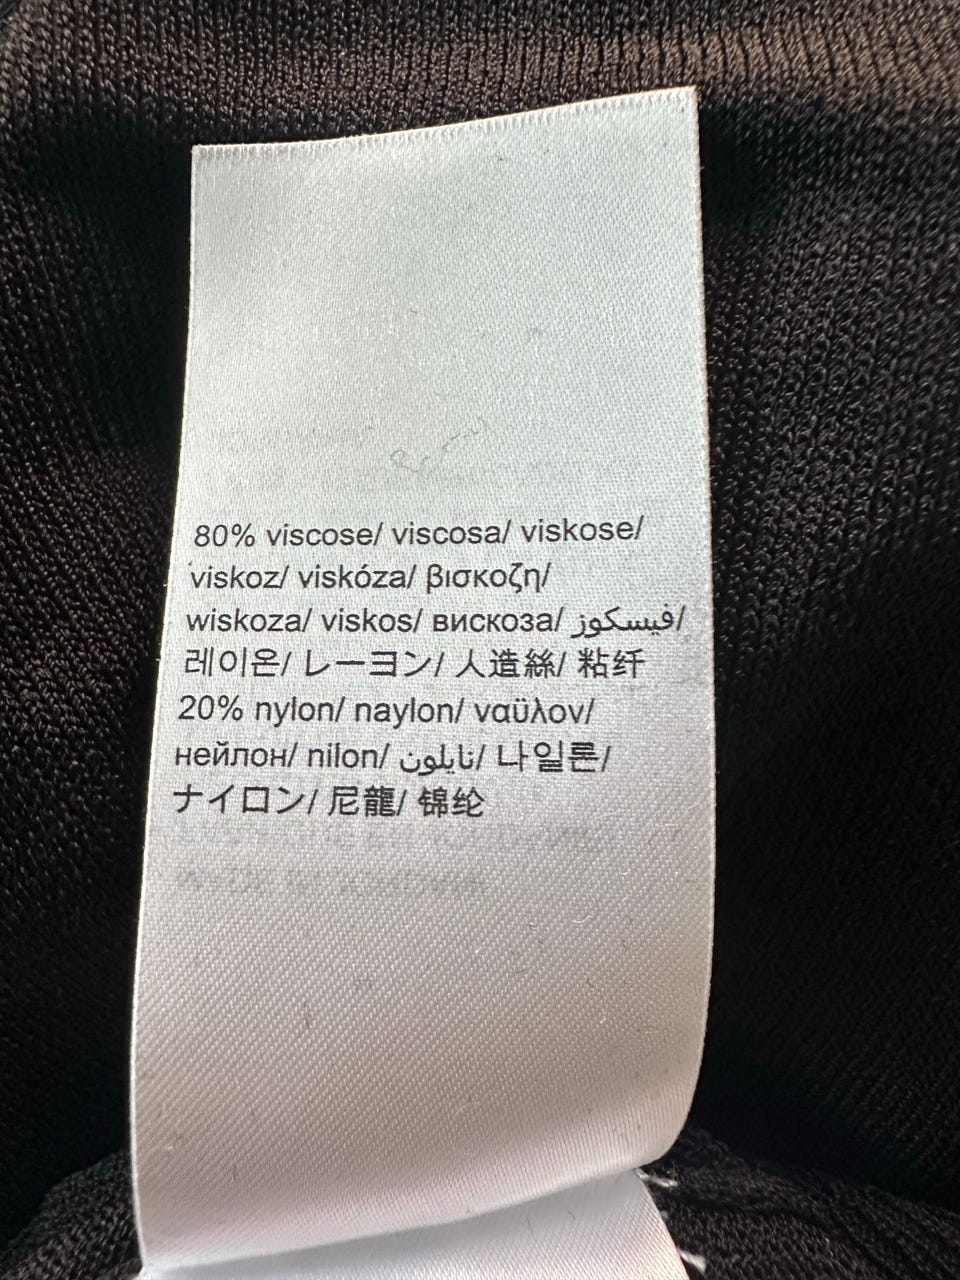 80% viscose/ viscosa/ viskose/
viskoz/ viskóza/ βισκοζη/
wiskoza/ viskos/ вискоза/ فيسكوز/
레이온/ レーヨン/ 人造絲/ 粘纤
20% nylon/ naylon/ ναϋλον/
нейлон/ nilon/ نايلون/ 나일론/
ナイロン/ 尼龍/ 锦纶